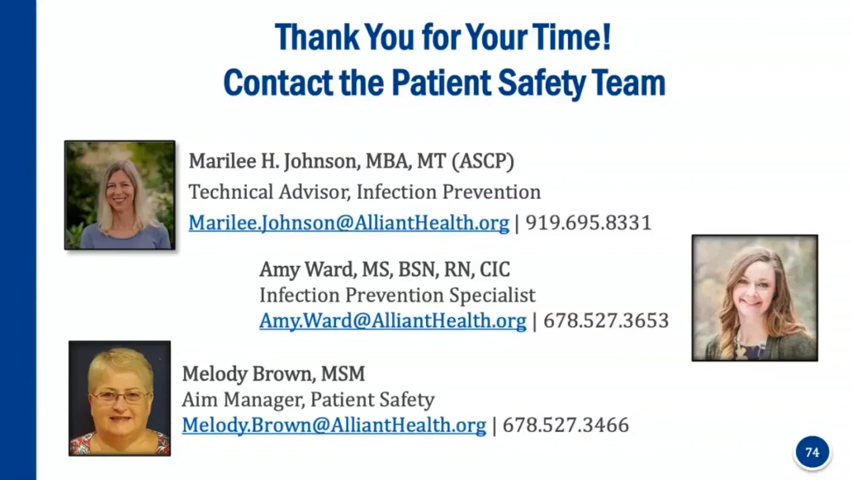 Thank You for Your Time!
Contact the Patient Safety Team
Marilee H. Johnson, MBA, MT (ASCP)
Technical Advisor, Infection Prevention
Marilee.Johnson@AlliantHealth.org | 919.695.8331
Amy Ward, MS, BSN, RN, CIC
Infection Prevention Specialist
Amy.Ward@AlliantHealth.org | 678.527.3653
Melody Brown, MSM
Aim Manager, Patient Safety
Melody.Brown@AlliantHealth.org | 678.527.3466
74